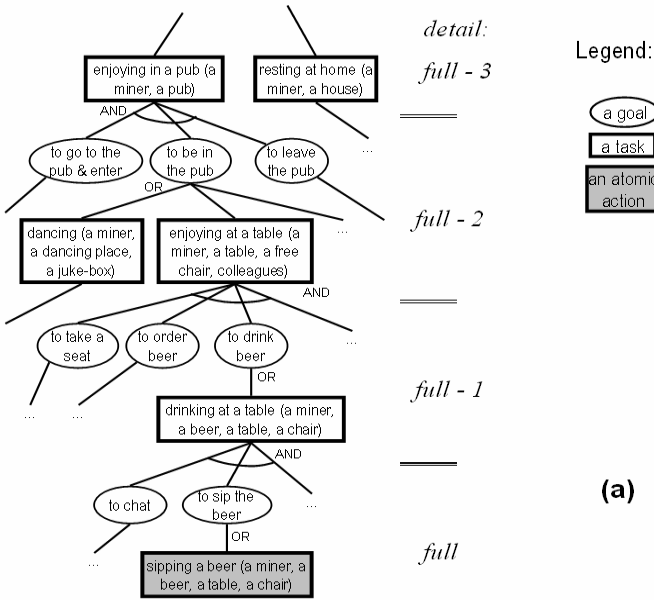 detail:
Legend:
enjoying in a pub (a
miner, a pub)
resting at home (a
miner, a house)
full - 3
AND
...
a goal
a task
an atomic
action
to go to the
pub & enter
to be in
the pub
to leave
the pub
OR
full - 2
dancing (a miner,
a dancing place,
a juke-box)
enjoying at a table (a
miner, a table, a free
chair, colleagues)
...
AND
to take a
seat
to order
beer
to drink
beer
...
OR
full - 1
...
...
drinking at a table (a miner,
a beer, a table, a chair)
AND
to chat
to sip the
beer
...
(a)
OR
...
full
sipping a beer (a miner, a
beer, a table, a chair)